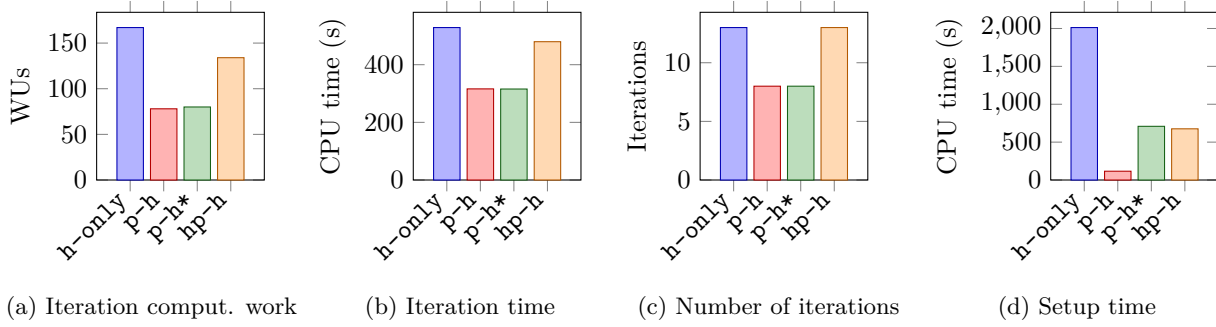 WUs
150
100
50
0
h-only
p-h
p-h*
hp-h
(a) Iteration comput. work
CPU time (s)
400
200
0
h-only
p-h
p-h*
hp-h
(b) Iteration time
Iterations
10
5
0
h-only
p-h
p-h*
hp-h
(c) Number of iterations
CPU time (s)
2,000
1,500
1,000
500
0
h-only
p-h
p-h*
hp-h
(d) Setup time